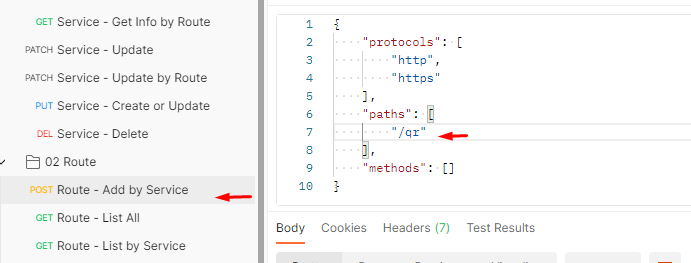 GET Service - Get Info by Route
PATCH Service - Update
PATCH Service - Update by Route
PUT Service - Create or Update
DEL Service - Delete
02 Route
POST Route - Add by Service
GET Route - List All
GET Route - List by Service
1 {
2 "protocols": [
3 "http",
4 "https"
5 ],
6 "paths": [
7 "/qr"
8 ],
9 "methods": []
10 }
Body Cookies Headers (7) Test Results